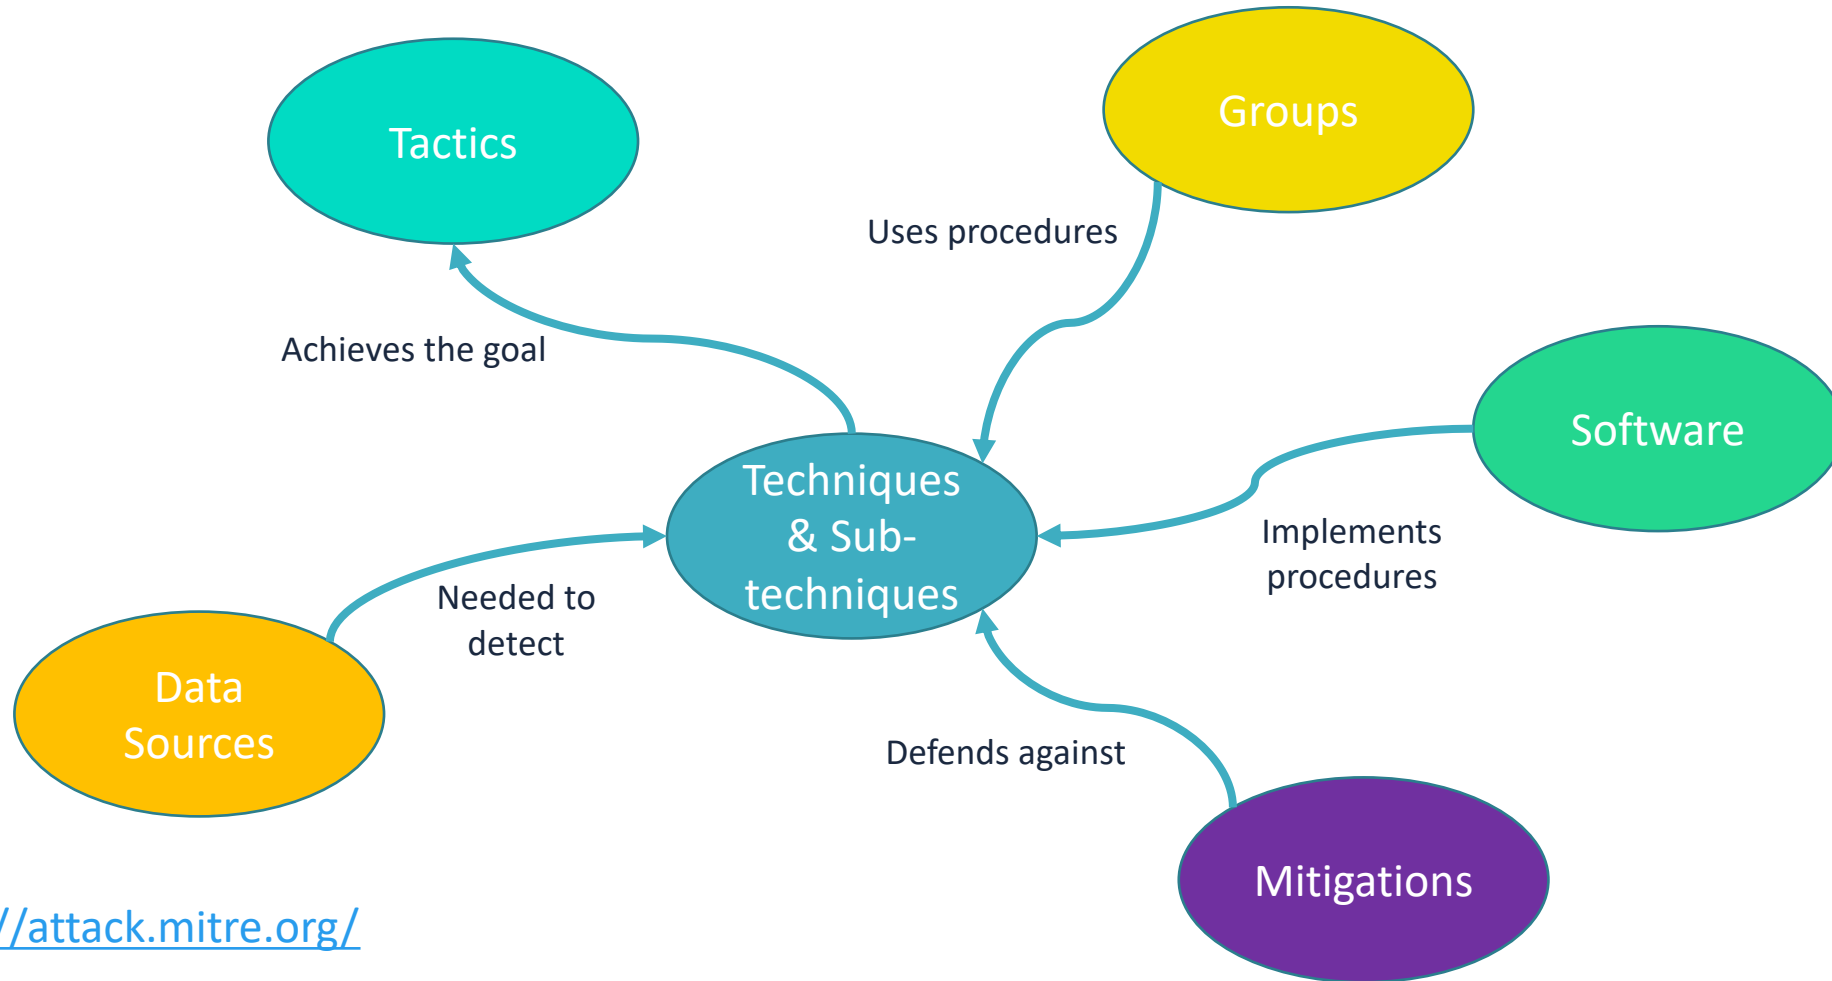 Tactics
Groups
Uses procedures
Achieves the goal
Software
Techniques
& Sub-
techniques
Implements
procedures
Needed to
detect
Data
Sources
Defends against
Mitigations
//attack.mitre.org/